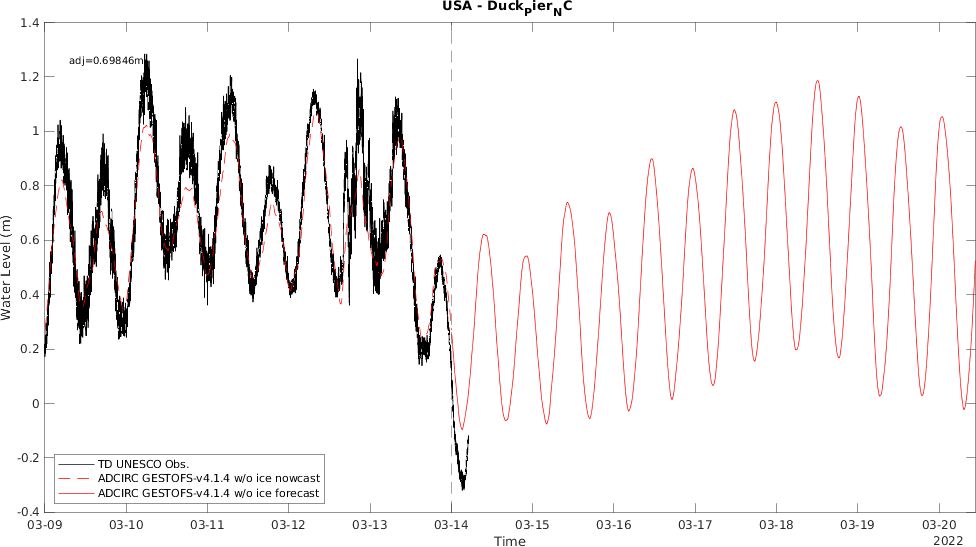 USA - Duck_Pier_NC
1.4
1.2
1
0.8
0.6
0.4
0.2
0
-0.2
-0.4
Water Level (m)
adj=0.69846m
TD UNESCO Obs.
ADCIRC GESTOFS-v4.1.4 w/o ice nowcast
ADCIRC GESTOFS-v4.1.4 w/o ice forecast
03-09 03-10 03-11 03-12 03-13 03-14 03-15 03-16 03-17 03-18 03-19 03-20
Time
2022